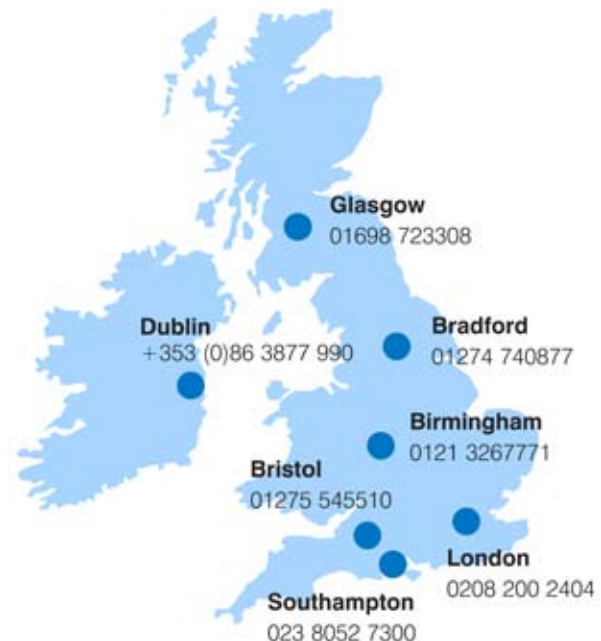 Glasgow
01698 723308
Dublin
+353 (0)86 3877 990
Bradford
01274 740877
Birmingham
0121 3267771
Bristol
01275 545510
London
0208 200 2404
Southampton
023 8052 7300